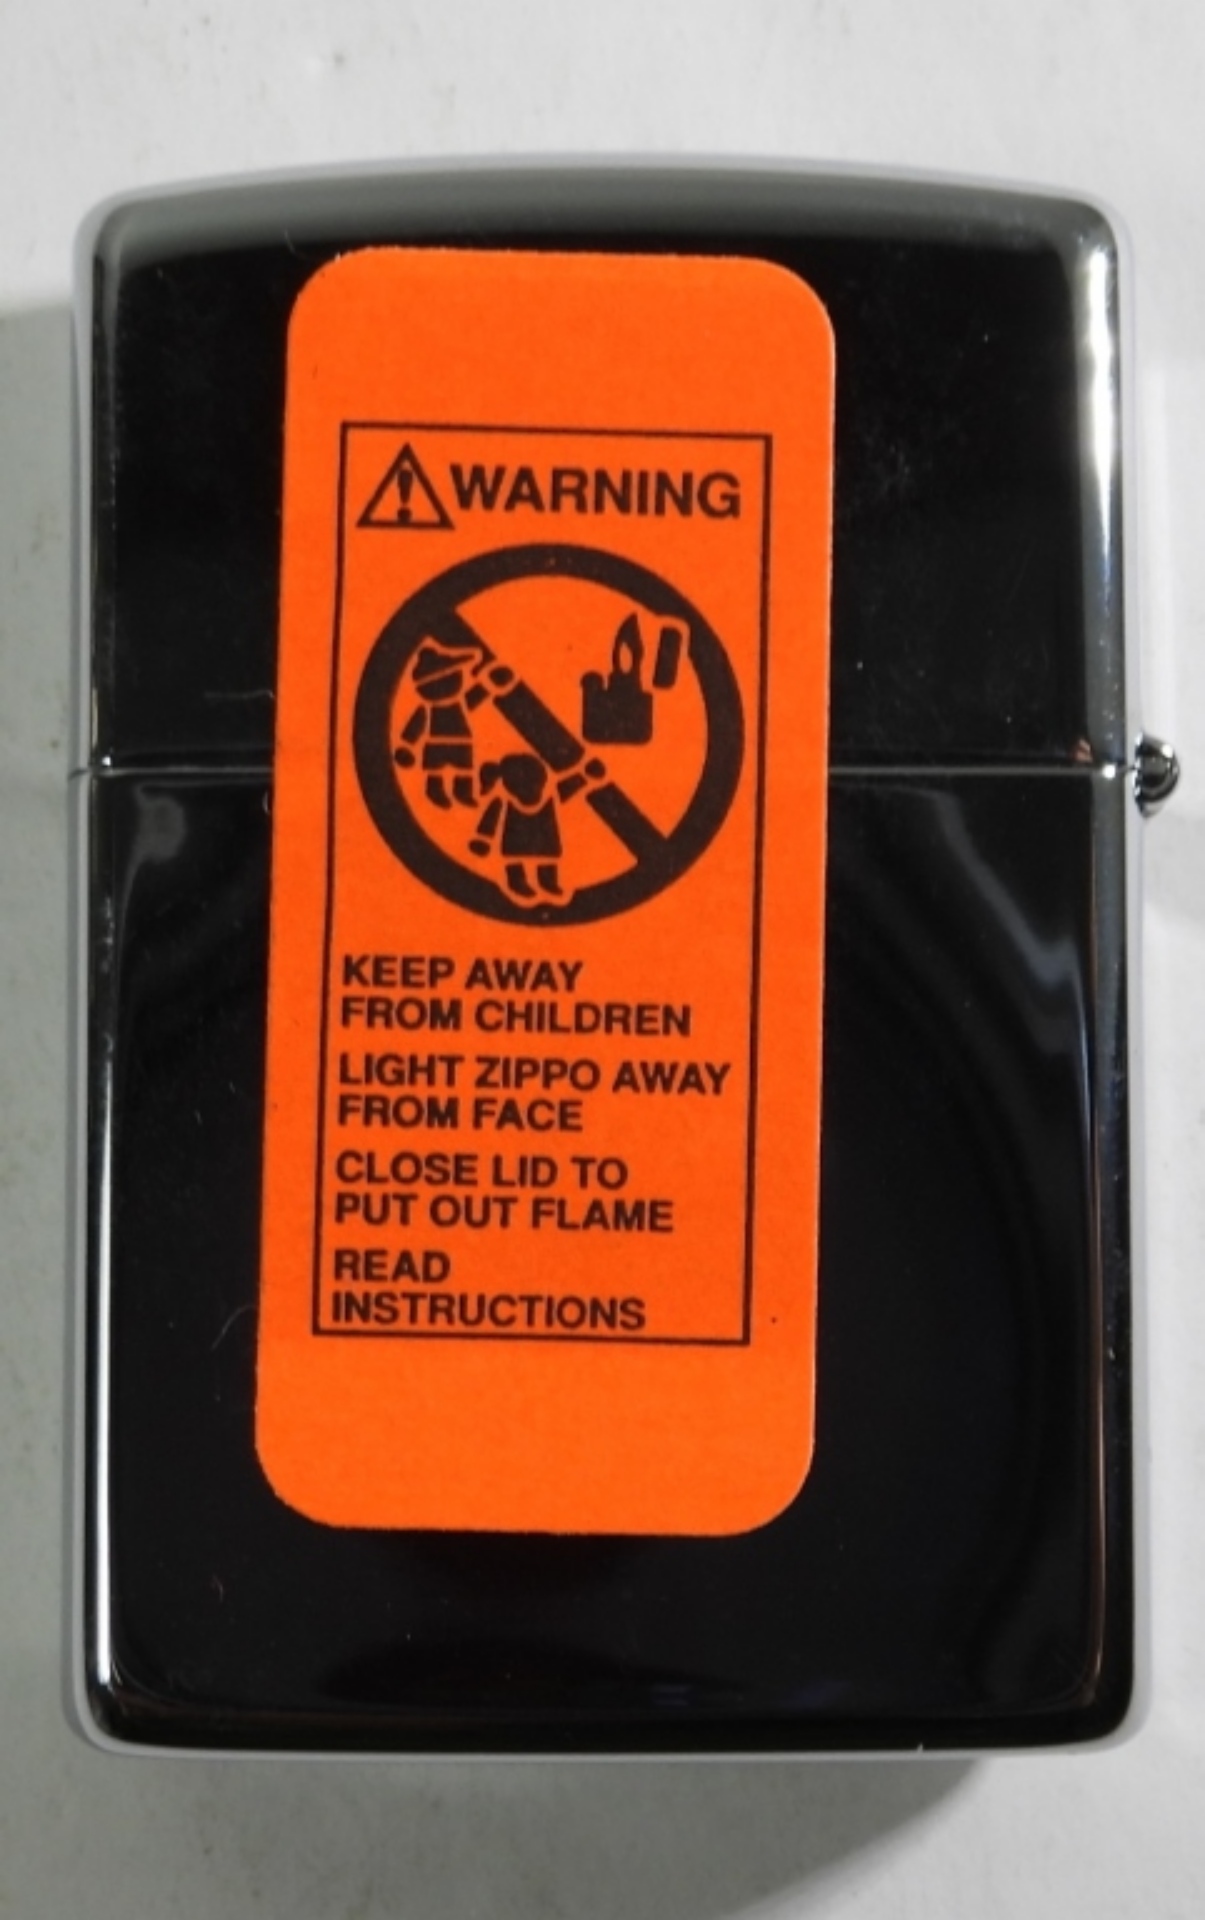 WARNING
KEEP AWAY
FROM CHILDREN
LIGHT ZIPPO AWAY
FROM FACE
CLOSE LID TO
PUT OUT FLAME
READ
INSTRUCTIONS